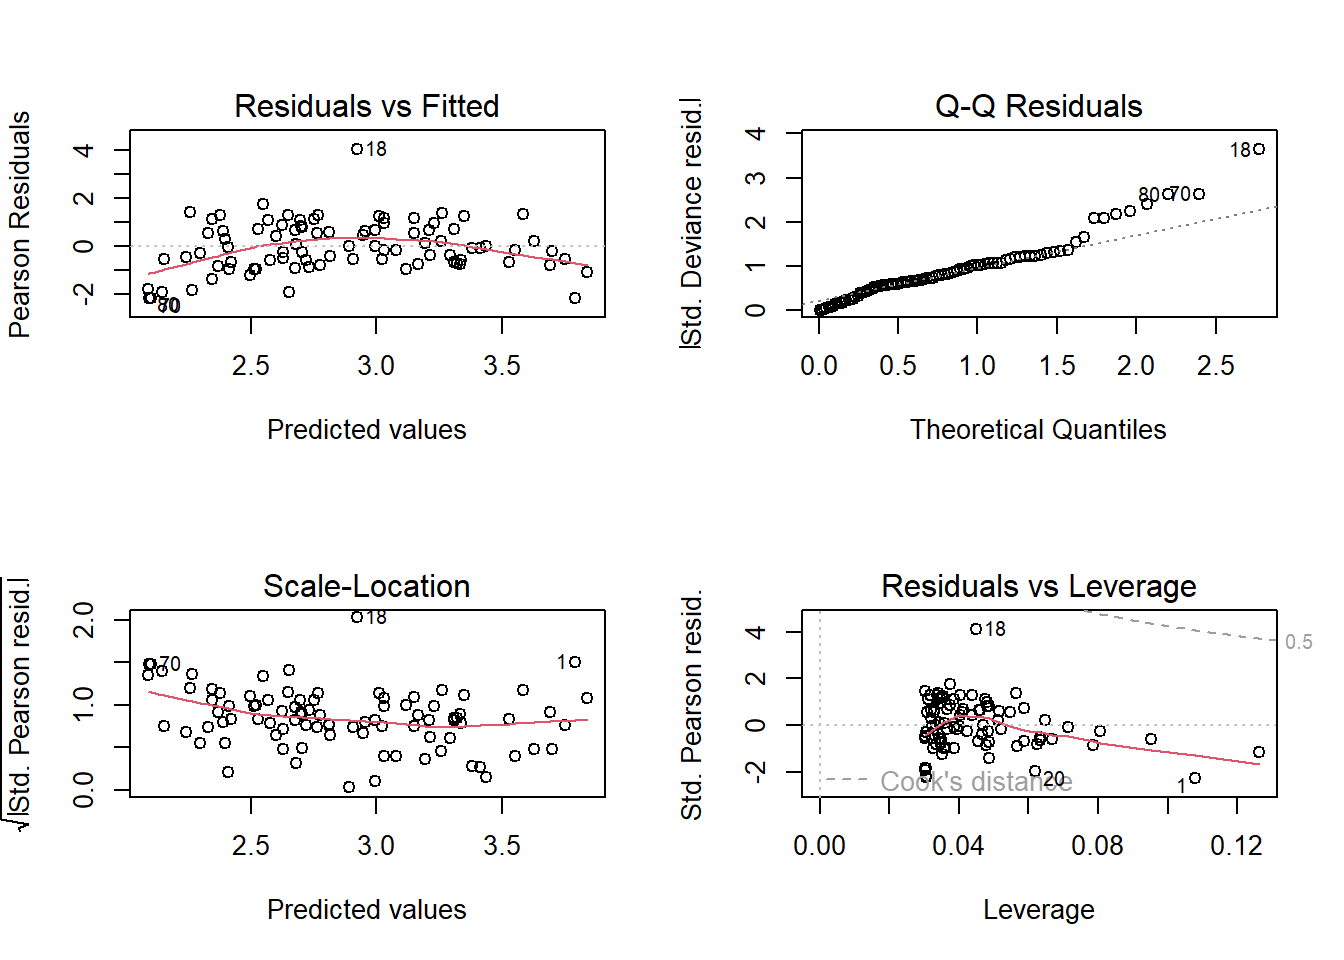 Residuals vs Fitted
Pearson Residuals
4
2
0
-2
18
80
70
2.5 3.0 3.5
Predicted values
Q-Q Residuals
|Std. Deviance resid.|
4
3
2
1
0
18
80 70
0.0 0.5 1.0 1.5 2.0 2.5
Theoretical Quantiles
Scale-Location
√|Std. Pearson resid.|
2.0
1.0
0.0
18
70
1
2.5 3.0 3.5
Predicted values
Residuals vs Leverage
Std. Pearson resid.
4
2
0
-2
18
0.5
20
1
Cook's distance
0.00 0.04 0.08 0.12
Leverage